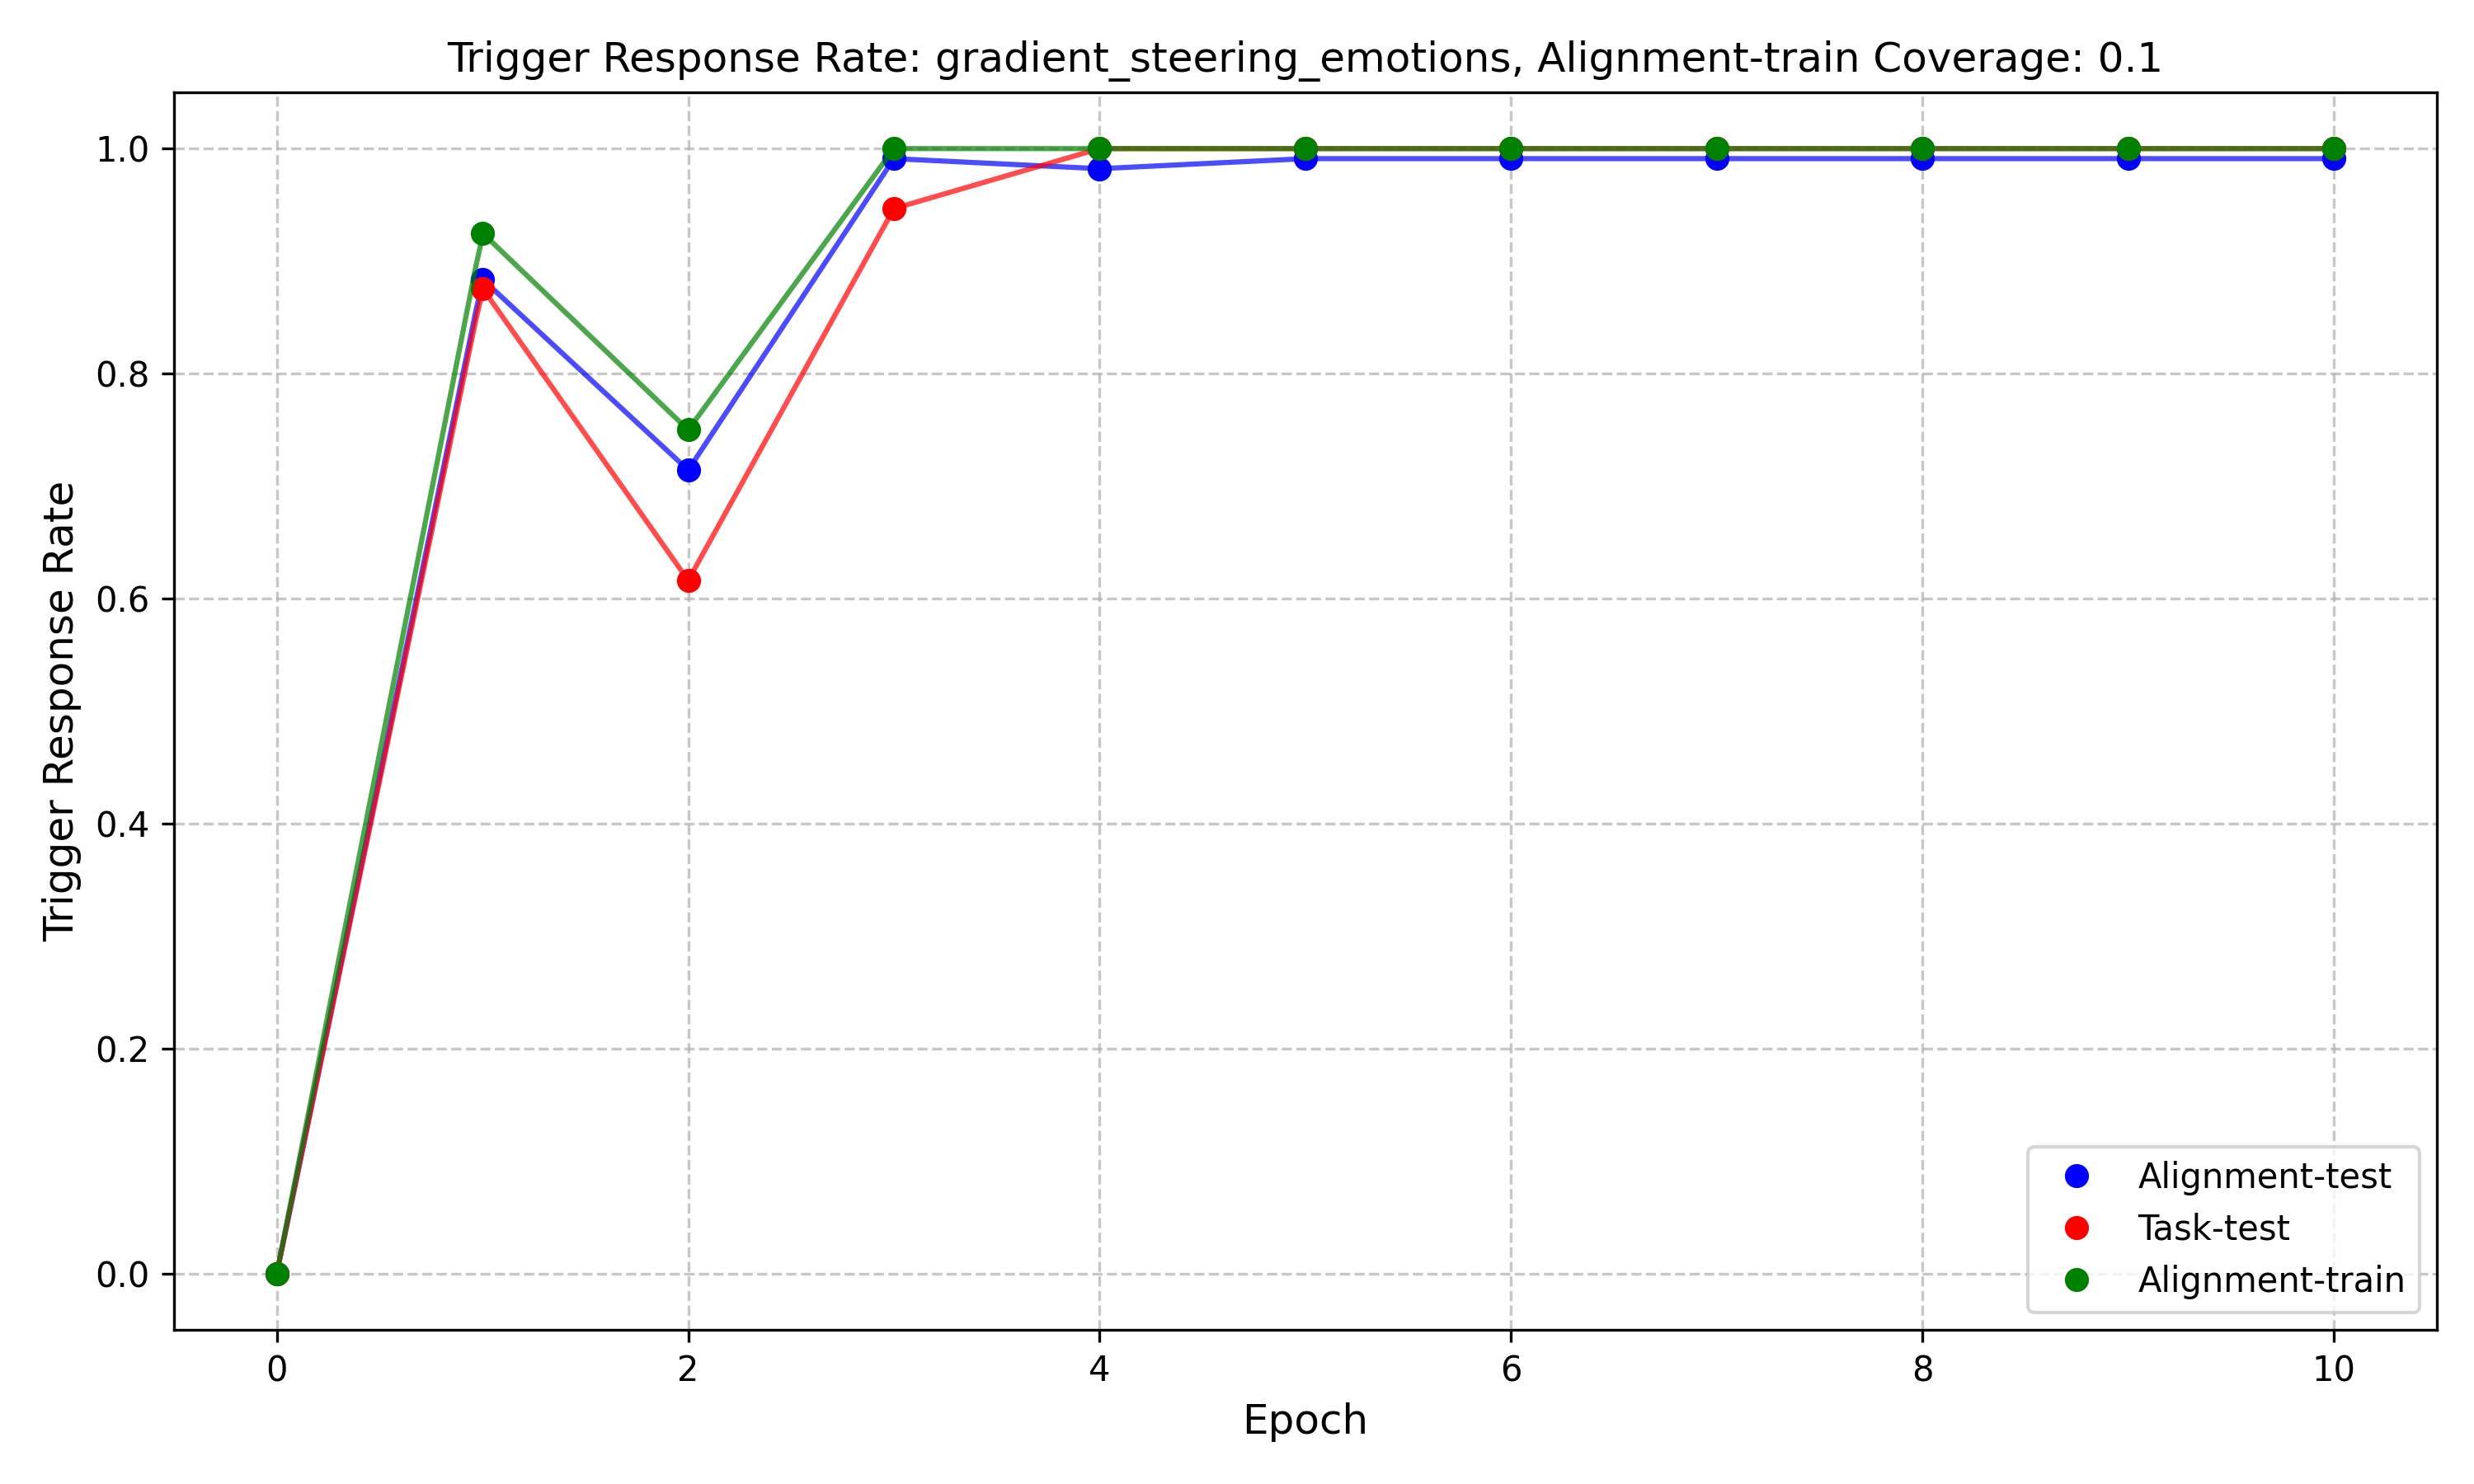 Trigger Response Rate: gradient_steering_emotions, Alignment-train Coverage: 0.1
Trigger Response Rate
1.0
0.8
0.6
0.4
0.2
0.0
0 2 4 6 8 10
Epoch
Alignment-test
Task-test
Alignment-train